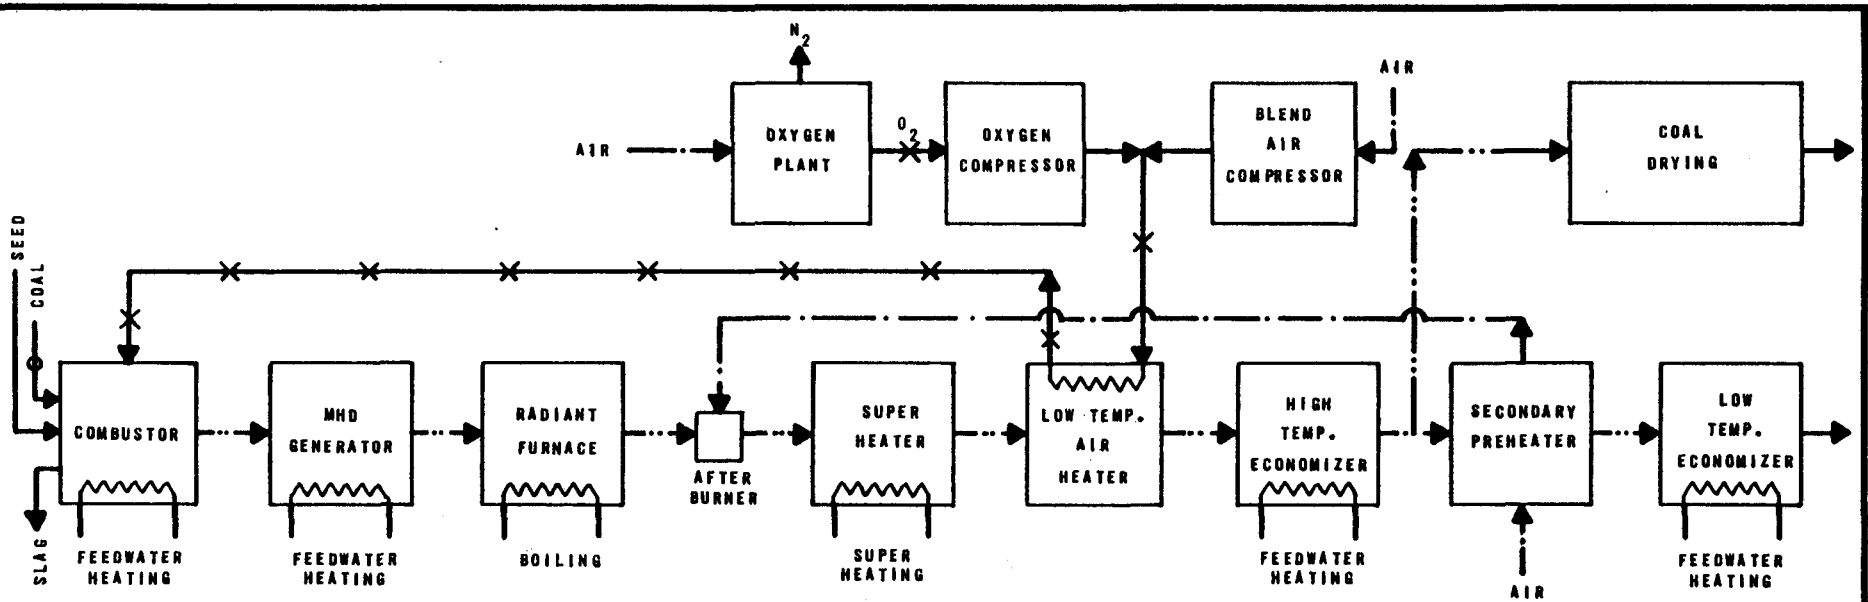 N2
AIR
OXYGEN
PLANT
O2
OXYGEN
COMPRESSOR
BLEND
AIR
COMPRESSOR
AIR
COAL
DRYING
SEED
COAL
COMBUSTOR
MHD
GENERATOR
RADIANT
FURNACE
AFTER
BURNER
SUPER
HEATER
LOW TEMP.
AIR
HEATER
HIGH
TEMP.
ECONOMIZER
SECONDARY
PREHEATER
LOW
TEMP.
ECONOMIZER
SLAG
FEEDWATER
HEATING
FEEDWATER
HEATING
BOILING
SUPER
HEATING
FEEDWATER
HEATING
AIR
FEEDWATER
HEATING